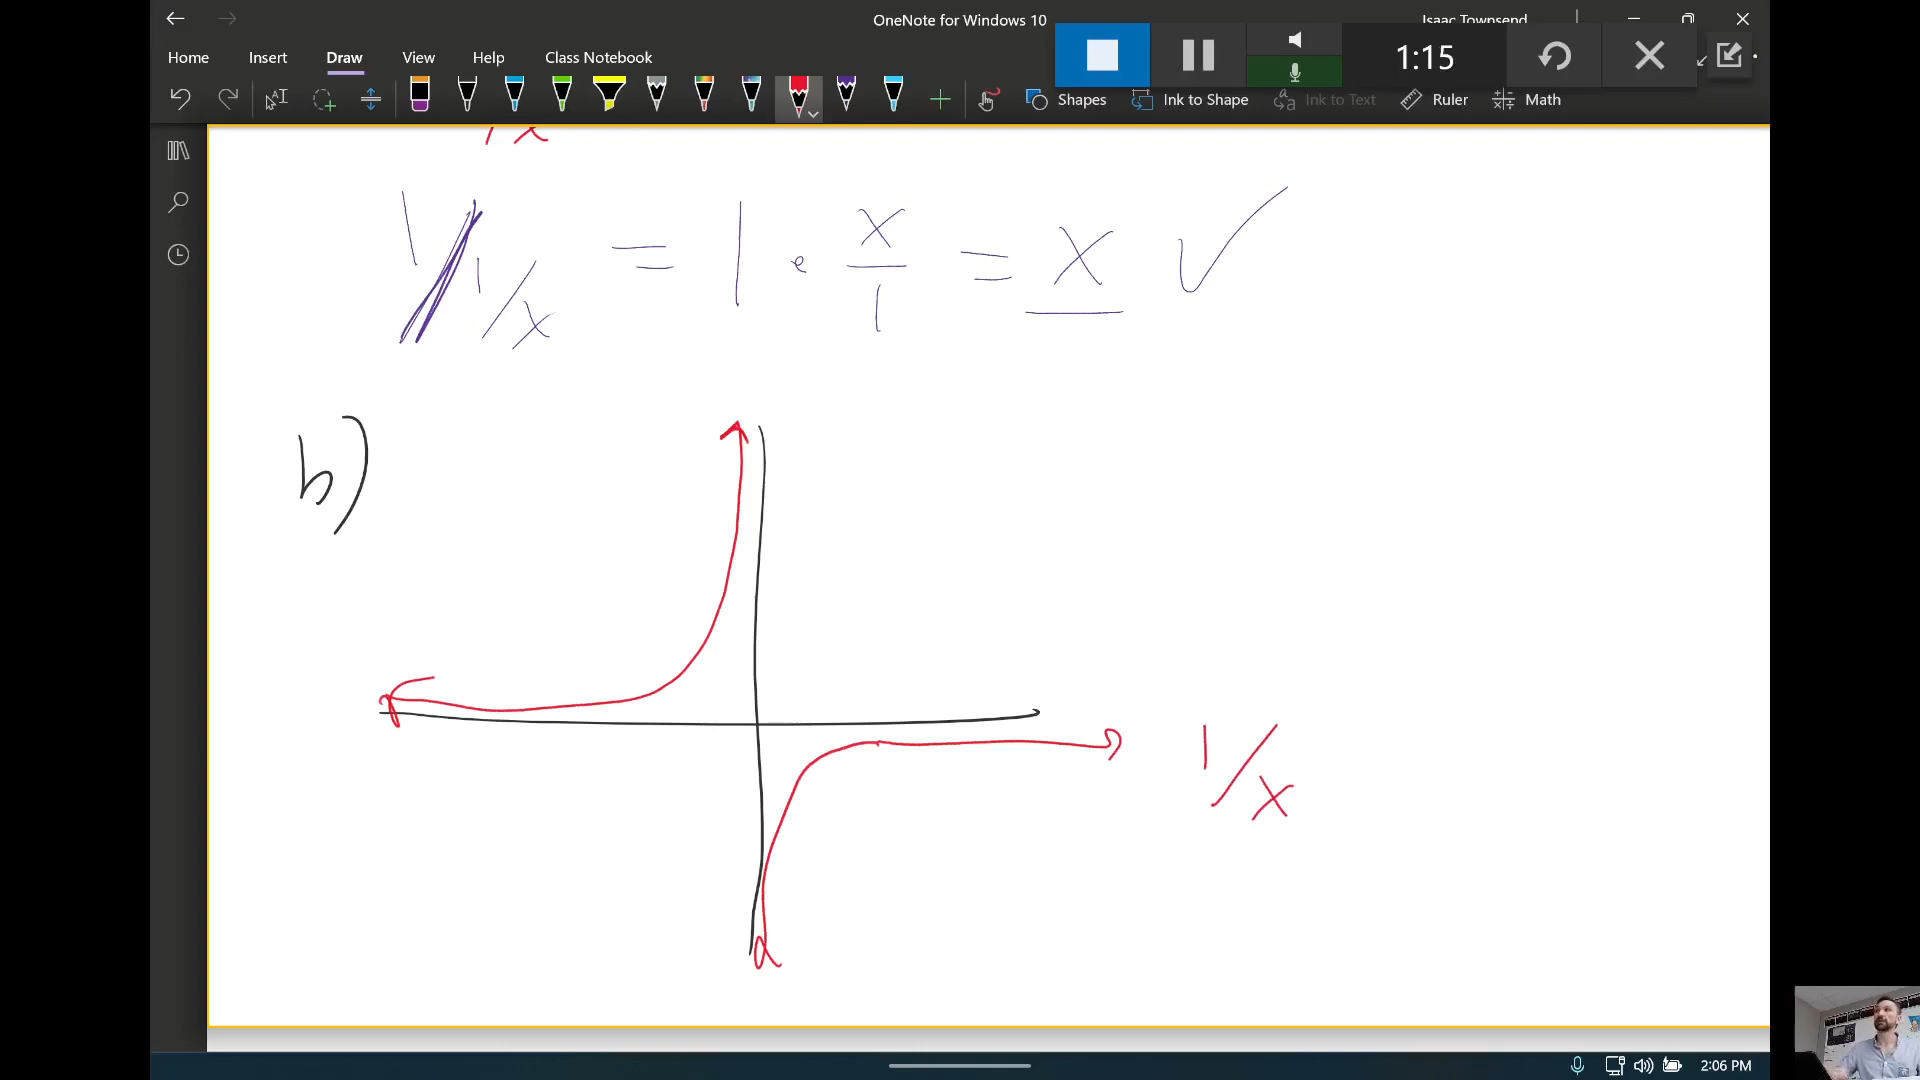 OneNote for Windows 10
Isaac Townsend
1:15
Home Insert Draw View Help Class Notebook
Shapes Ink to Shape Ink to Text Ruler Math
1/x
1/1/x = 1 · x/1 = x ✓
b)
1/x
2:06 PM